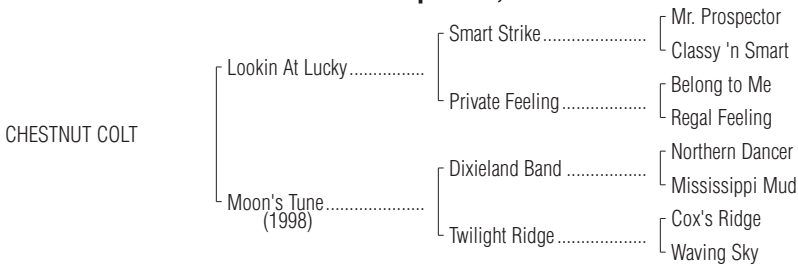 Mr. Prospector
Smart Strike....................
Classy 'n Smart
Lookin At Lucky................
Belong to Me
Private Feeling.................
Regal Feeling
CHESTNUT COLT
Northern Dancer
Dixieland Band .................
Mississippi Mud
Moon's Tune.....................
(1998)
Cox's Ridge
Twilight Ridge..................
Waving Sky